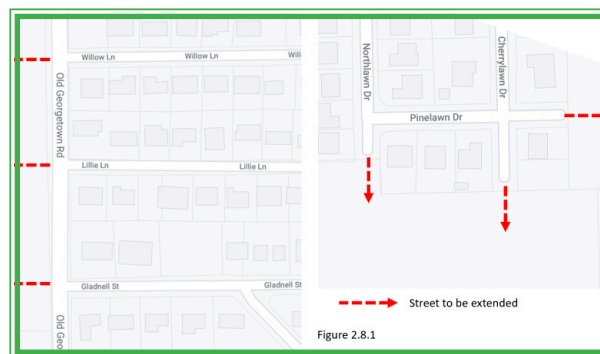 Willow Ln
Willow Ln
Will
Old Georgetown Rd
Lillie Ln
Lillie Ln
Gladnell St
Gladnell St
Old Geo
Northlawn Dr
Cherrylawn Dr
Pinelawn Dr
Street to be extended
Figure 2.8.1